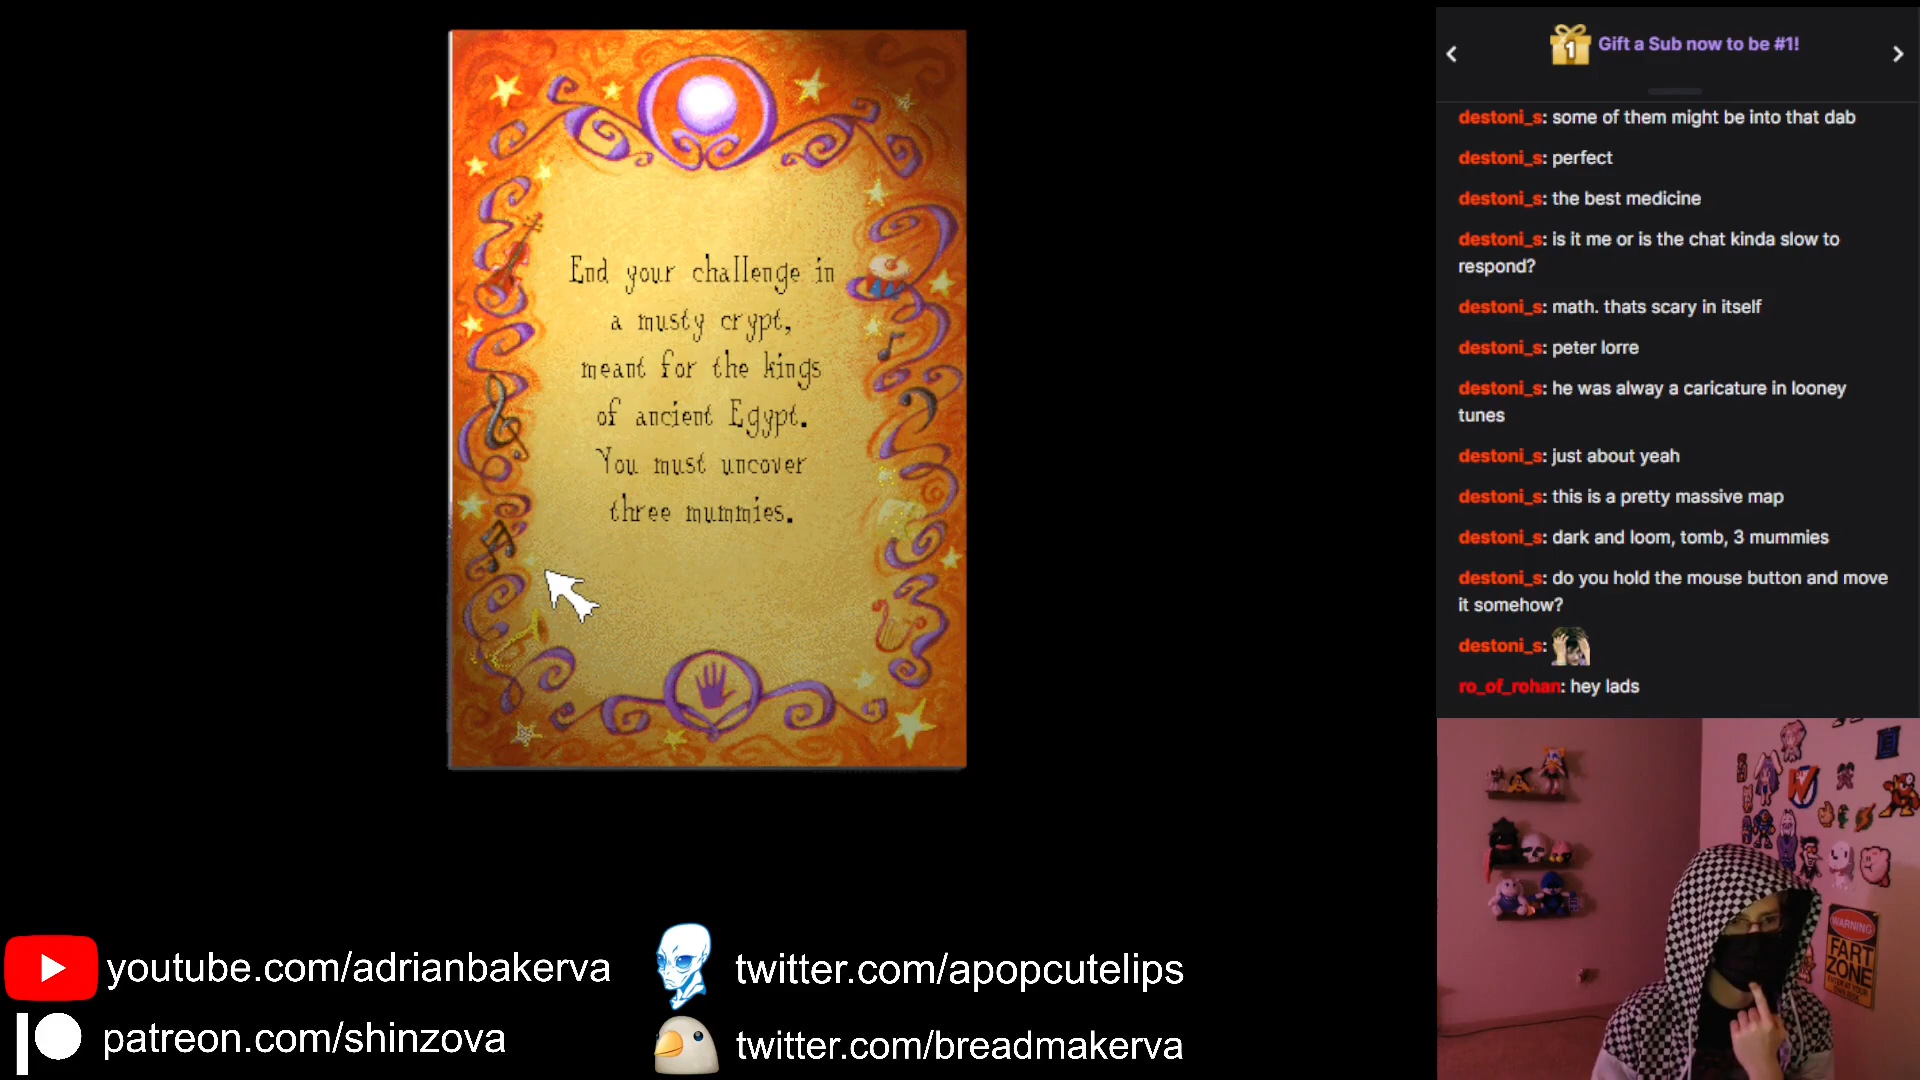 End your challenge in
a musty crypt,
meant for the kings
of ancient Egypt.
You must uncover
three mummies.
1 Gift a Sub now to be #1!
destoni_s: some of them might be into that dab
destoni_s: perfect
destoni_s: the best medicine
destoni_s: is it me or is the chat kinda slow to
respond?
destoni_s: math. thats scary in itself
destoni_s: peter lorre
destoni_s: he was alway a caricature in looney
tunes
destoni_s: just about yeah
destoni_s: this is a pretty massive map
destoni_s: dark and loom, tomb, 3 mummies
destoni_s: do you hold the mouse button and move
it somehow?
destoni_s:
ro_of_rohan: hey lads
WARNING
FART
ZONE
youtube.com/adrianbakerva
twitter.com/apopcutelips
patreon.com/shinzova
twitter.com/breadmakerva